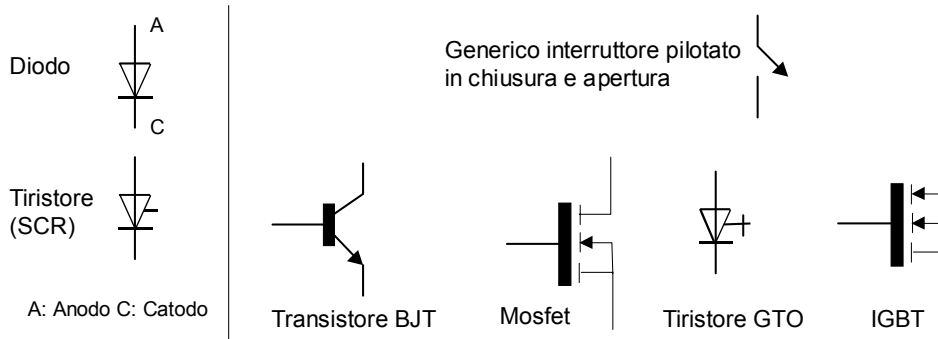 A
Diodo
C
Tiristore
(SCR)
A: Anodo C: Catodo
Generico interruttore pilotato
in chiusura e apertura
Transistore BJT
Mosfet
Tiristore GTO
IGBT